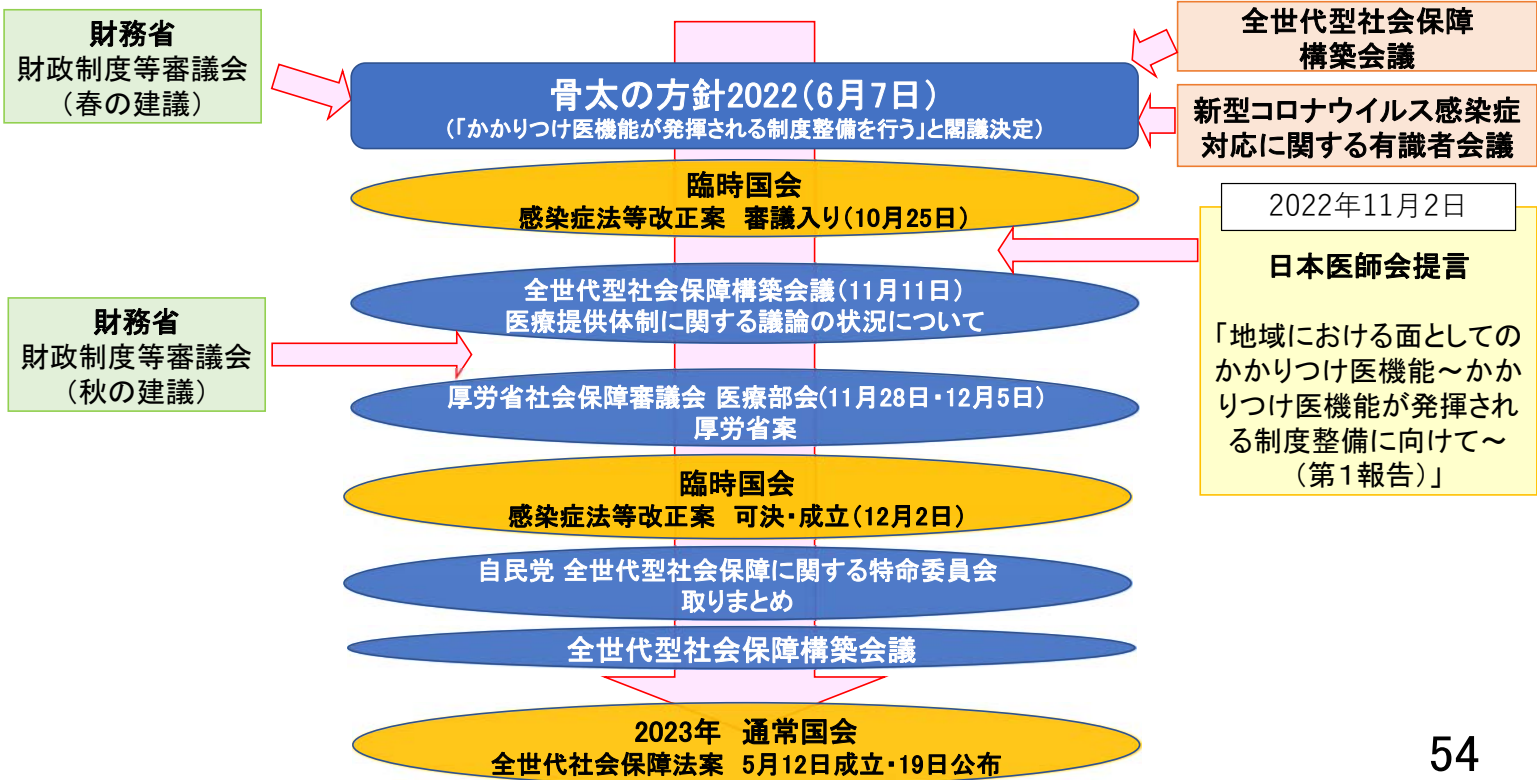 財務省
財政制度等審議会
（春の建議）
全世代型社会保障
構築会議
骨太の方針2022（6月7日）
（「かかりつけ医機能が発揮される制度整備を行う」と閣議決定）
新型コロナウイルス感染症
対応に関する有識者会議
臨時国会
感染症法等改正案　審議入り（10月25日）
2022年11月2日
日本医師会提言
「地域における面としての
かかりつけ医機能～かか
りつけ医機能が発揮され
る制度整備に向けて～
（第１報告）」
全世代型社会保障構築会議（11月11日）
医療提供体制に関する議論の状況について
財務省
財政制度等審議会
（秋の建議）
厚労省社会保障審議会 医療部会(11月28日・12月5日）
厚労省案
臨時国会
感染症法等改正案　可決・成立（12月2日）
自民党 全世代型社会保障に関する特命委員会
取りまとめ
全世代型社会保障構築会議
2023年　通常国会
全世代社会保障法案　5月12日成立・19日公布
54